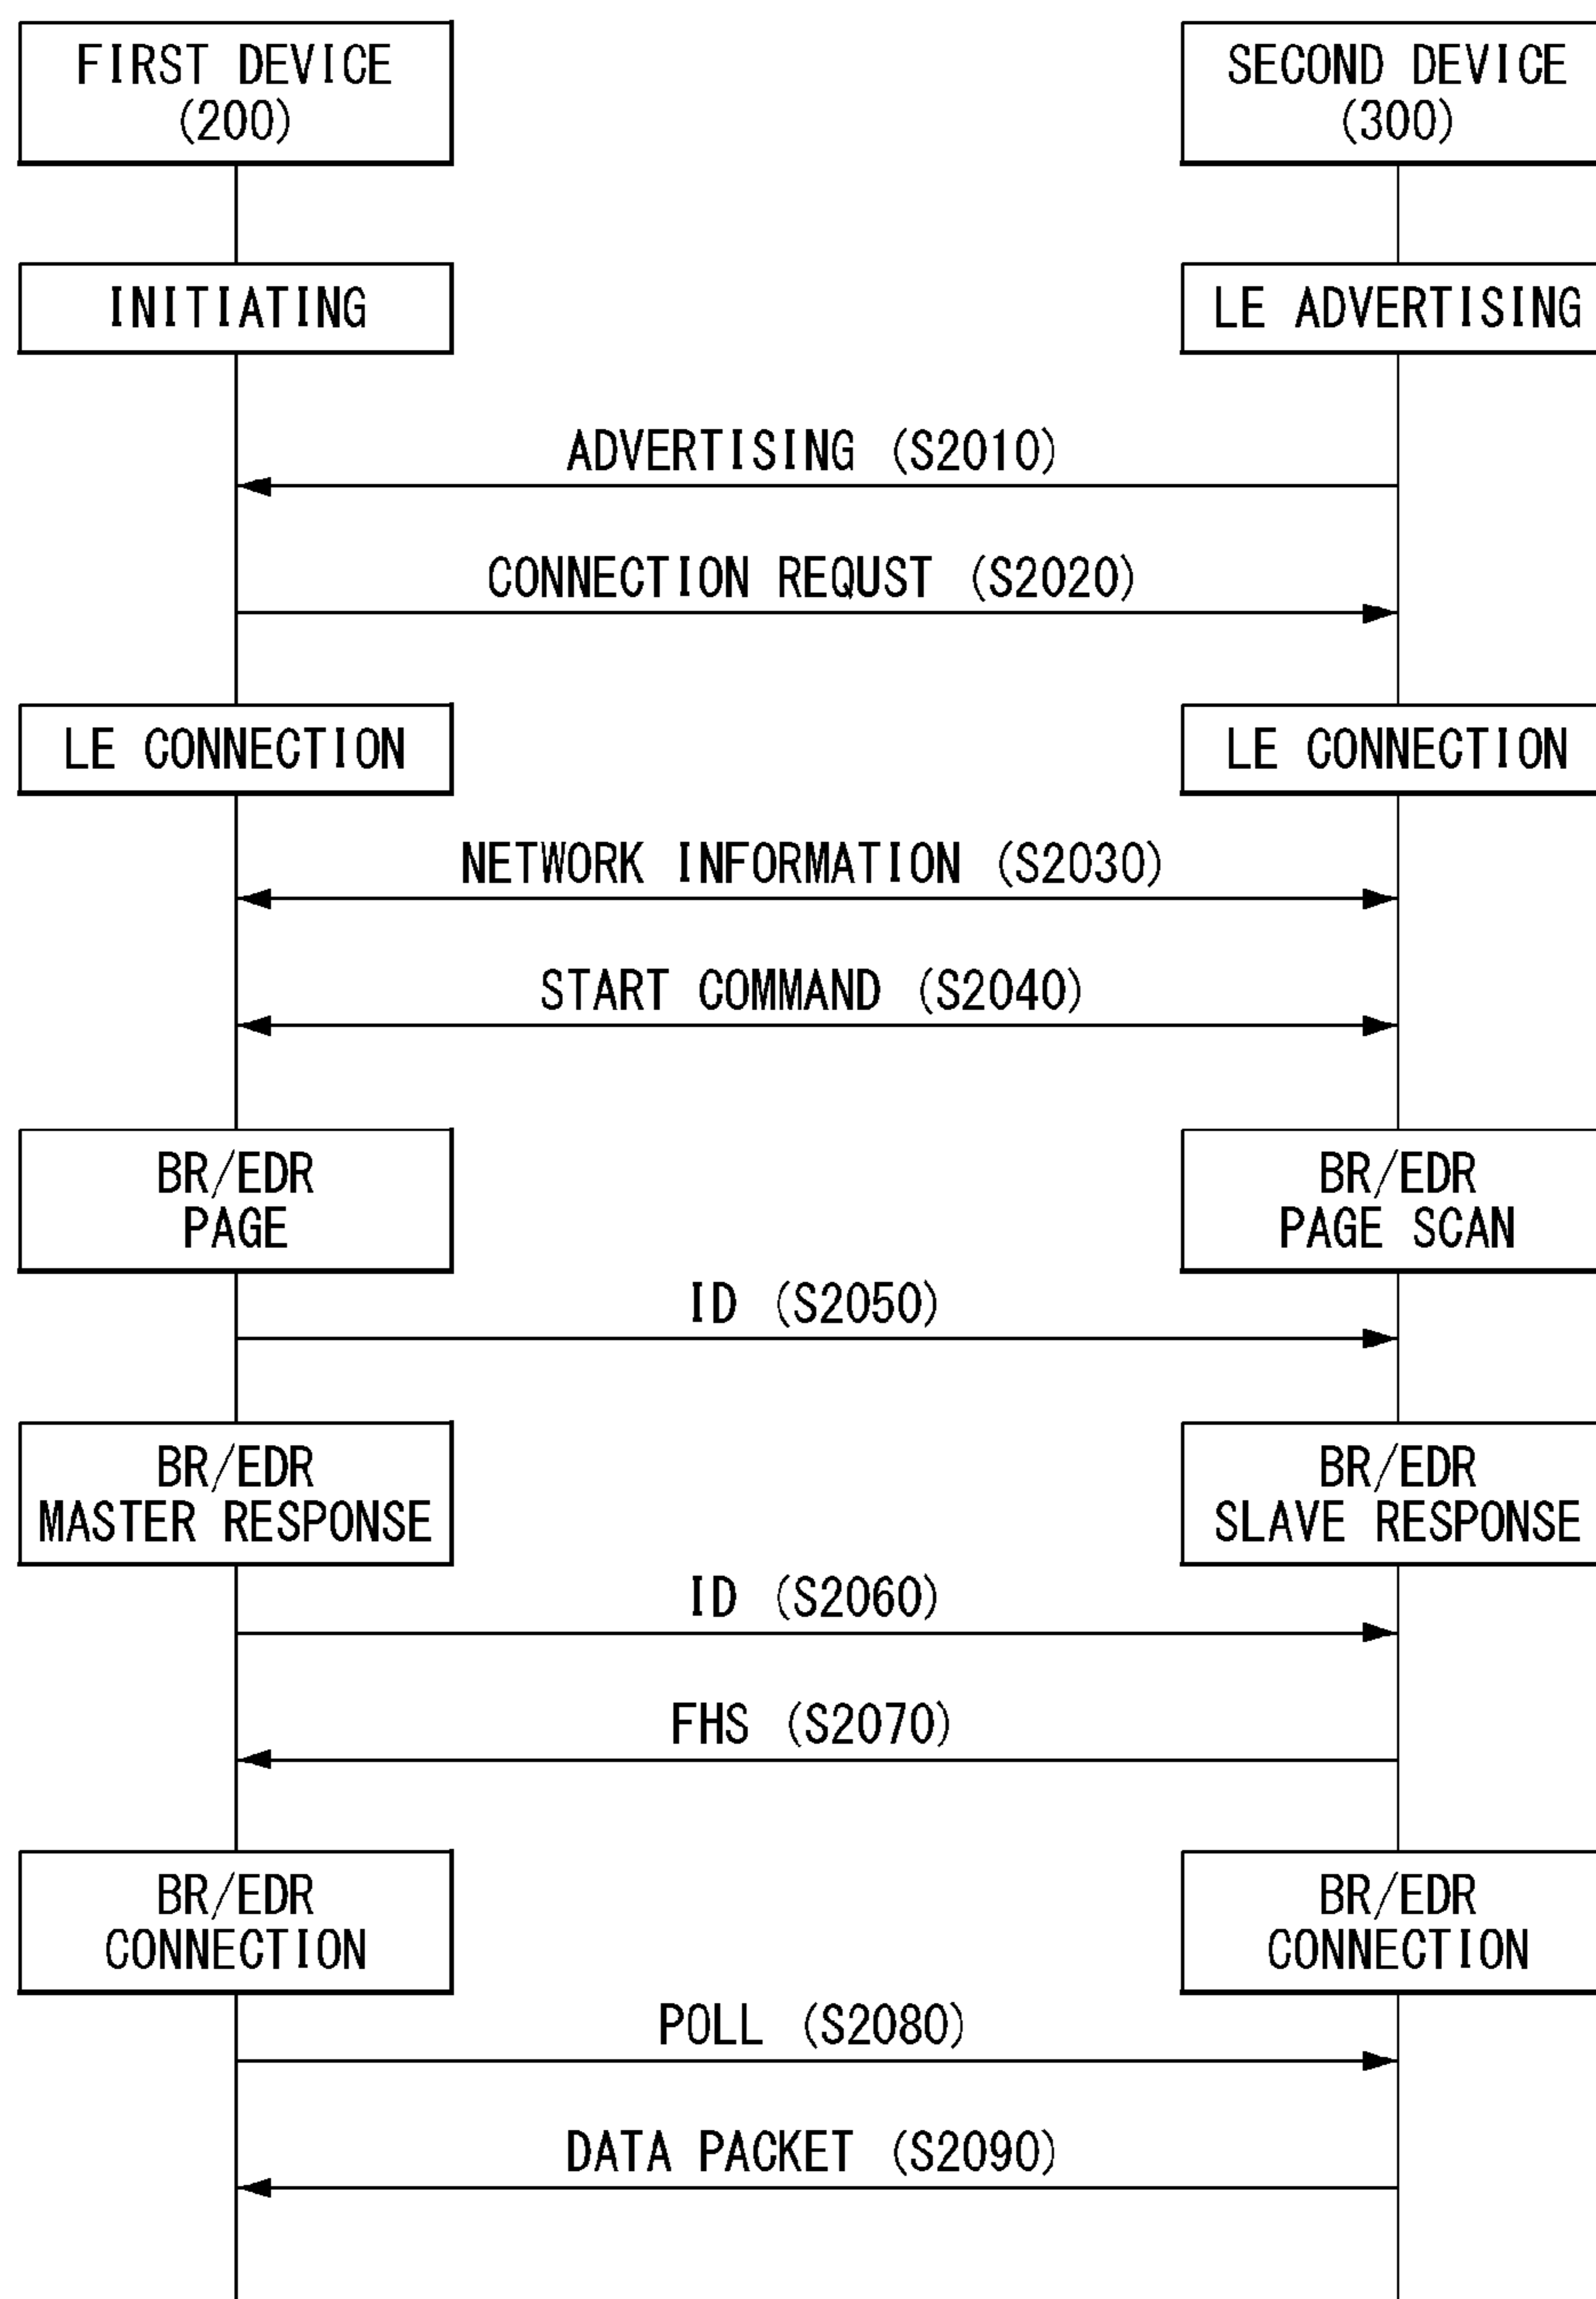 FIRST DEVICE
(200)
SECOND DEVICE
(300)
INITIATING
LE ADVERTISING
ADVERTISING (S2010)
CONNECTION REQUST (S2020)
LE CONNECTION
LE CONNECTION
NETWORK INFORMATION (S2030)
START COMMAND (S2040)
BR/EDR
PAGE
BR/EDR
PAGE SCAN
ID (S2050)
BR/EDR
MASTER RESPONSE
BR/EDR
SLAVE RESPONSE
ID (S2060)
FHS (S2070)
BR/EDR
CONNECTION
BR/EDR
CONNECTION
POLL (S2080)
DATA PACKET (S2090)